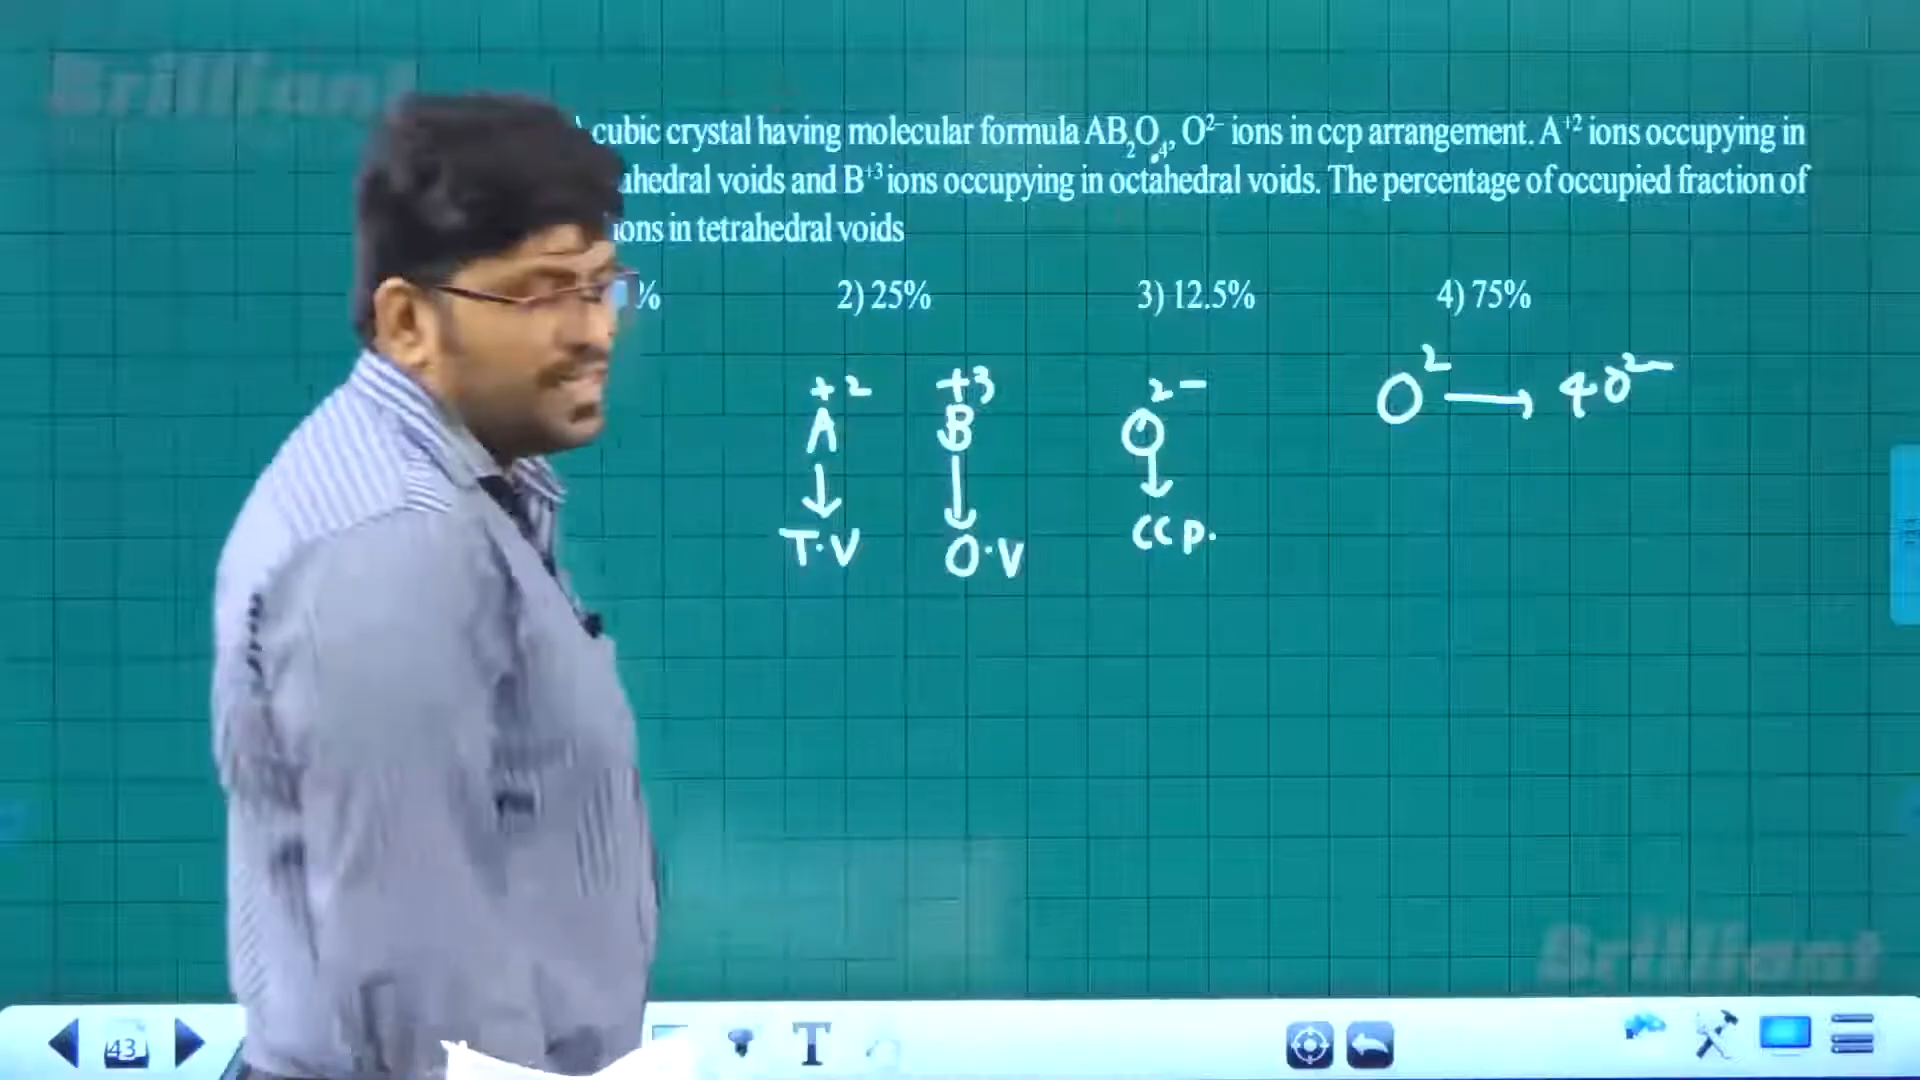 Brilliant
cubic crystal having molecular formula AB₂O₄, O²⁻ ions in ccp arrangement. A⁺² ions occupying in
ahedral voids and B⁺³ ions occupying in octahedral voids. The percentage of occupied fraction of
ions in tetrahedral voids
% 2) 25% 3) 12.5% 4) 75%
A⁺² B⁺³ O²⁻ O² → 4O²⁻
↓ ↓ ↓
T.V O.V CCP.
Brilliant
43 T